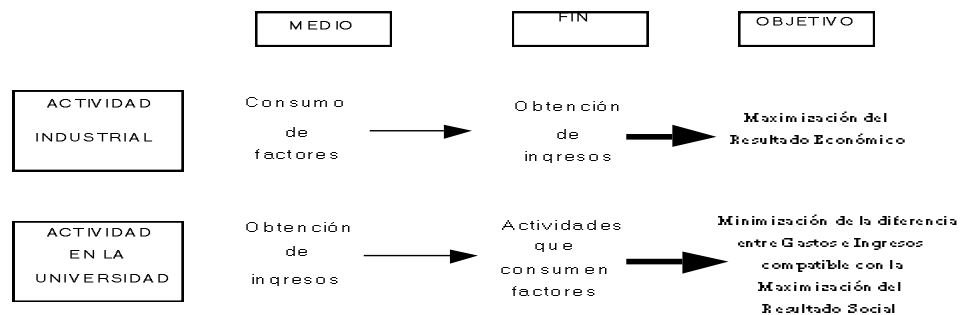 MEDIO
FIN
OBJETIVO
ACTIVIDAD
INDUSTRIAL
Consumo
de
factores
Obtención
de
ingresos
Maximización del
Resultado Económico
ACTIVIDAD
EN LA
UNIVERSIDAD
Obtención
de
ingresos
Actividades
que
consumen
factores
Minimización de la diferencia
entre Gastos e Ingresos
compatible con la
Maximización del
Resultado Social